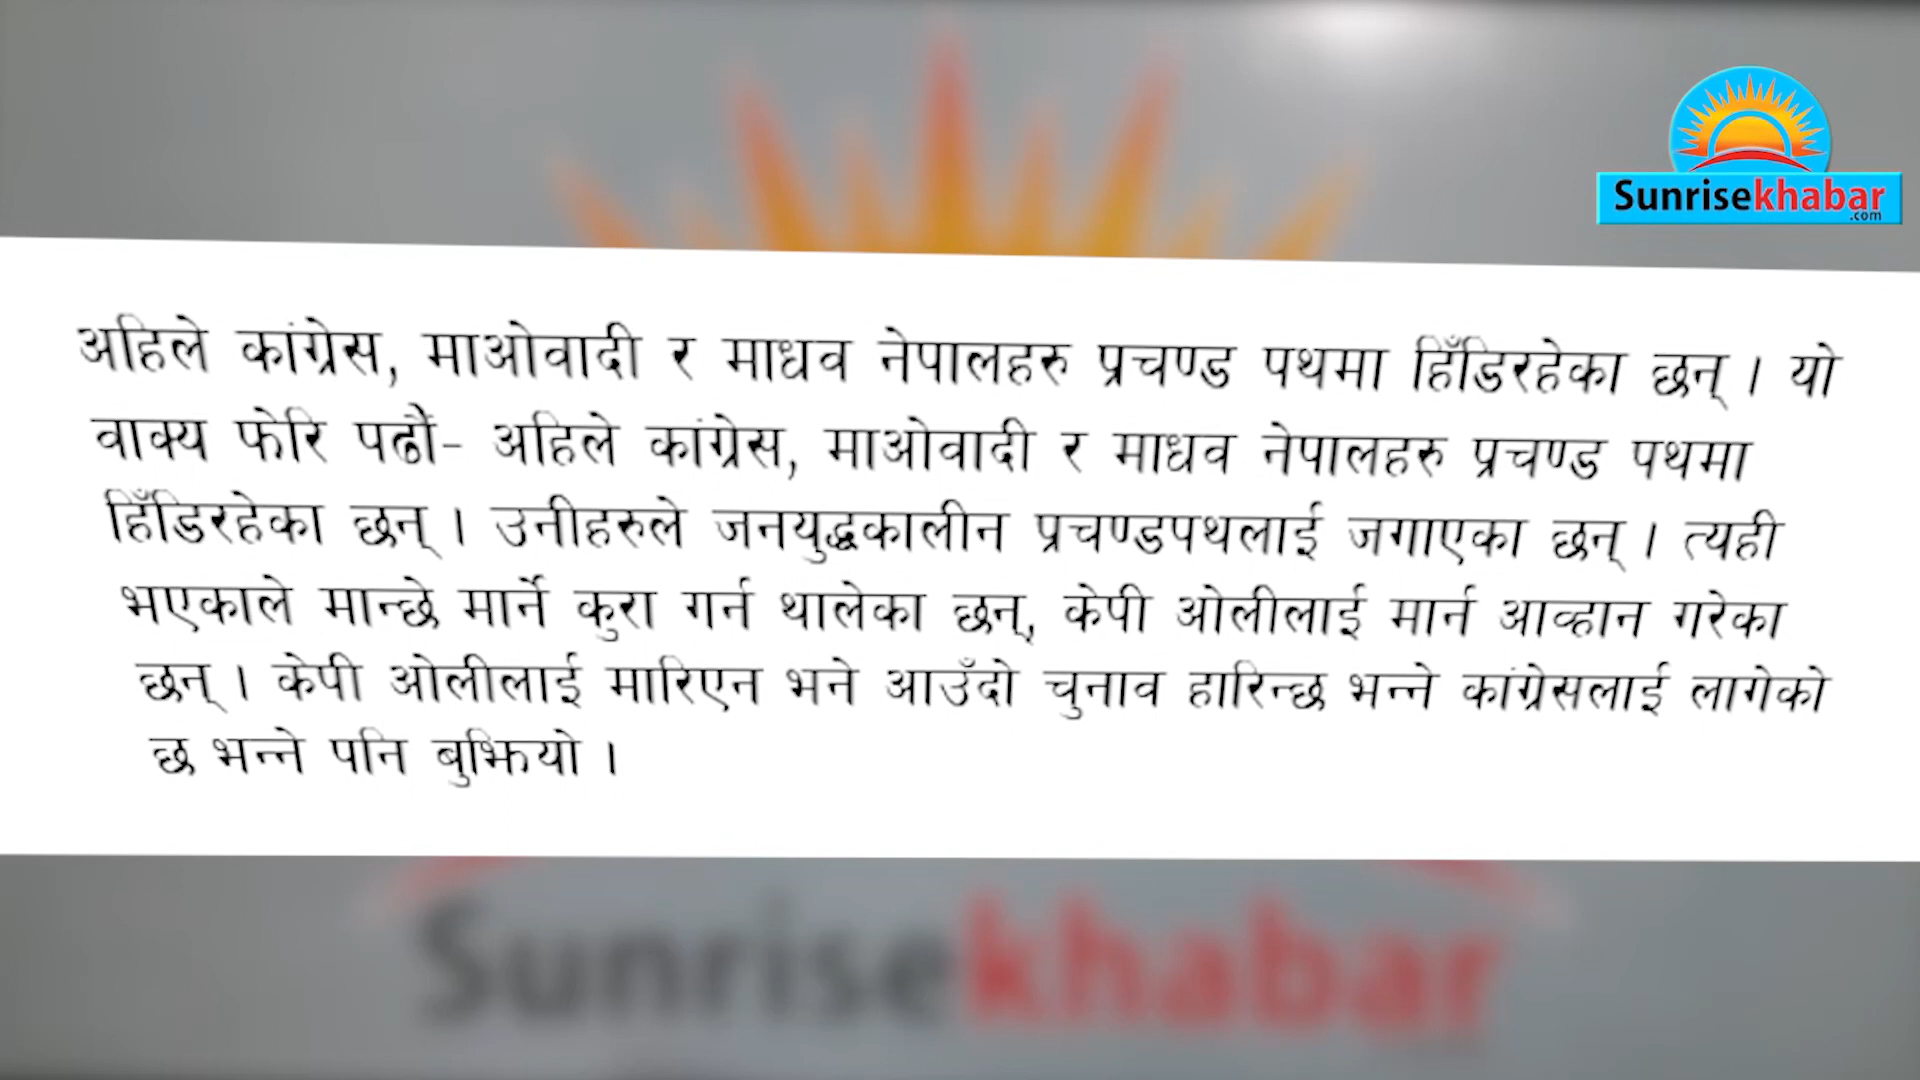 Sunrisekhabar
.com
अहिले कांग्रेस, माओवादी र माधव नेपालहरु प्रचण्ड पथमा हिँडिरहेका छन् । यो
वाक्य फेरि पढौं- अहिले कांग्रेस, माओवादी र माधव नेपालहरु प्रचण्ड पथमा
हिँडिरहेका छन् । उनीहरुले जनयुद्धकालीन प्रचण्डपथलाई जगाएका छन् । त्यही
भएकाले मान्छे मार्ने कुरा गर्न थालेका छन्, केपी ओलीलाई मार्न आव्हान गरेका
छन् । केपी ओलीलाई मारिएन भने आउँदो चुनाव हारिन्छ भन्ने कांग्रेसलाई लागेको
छ भन्ने पनि बुझियो ।
Sunrisekhabar